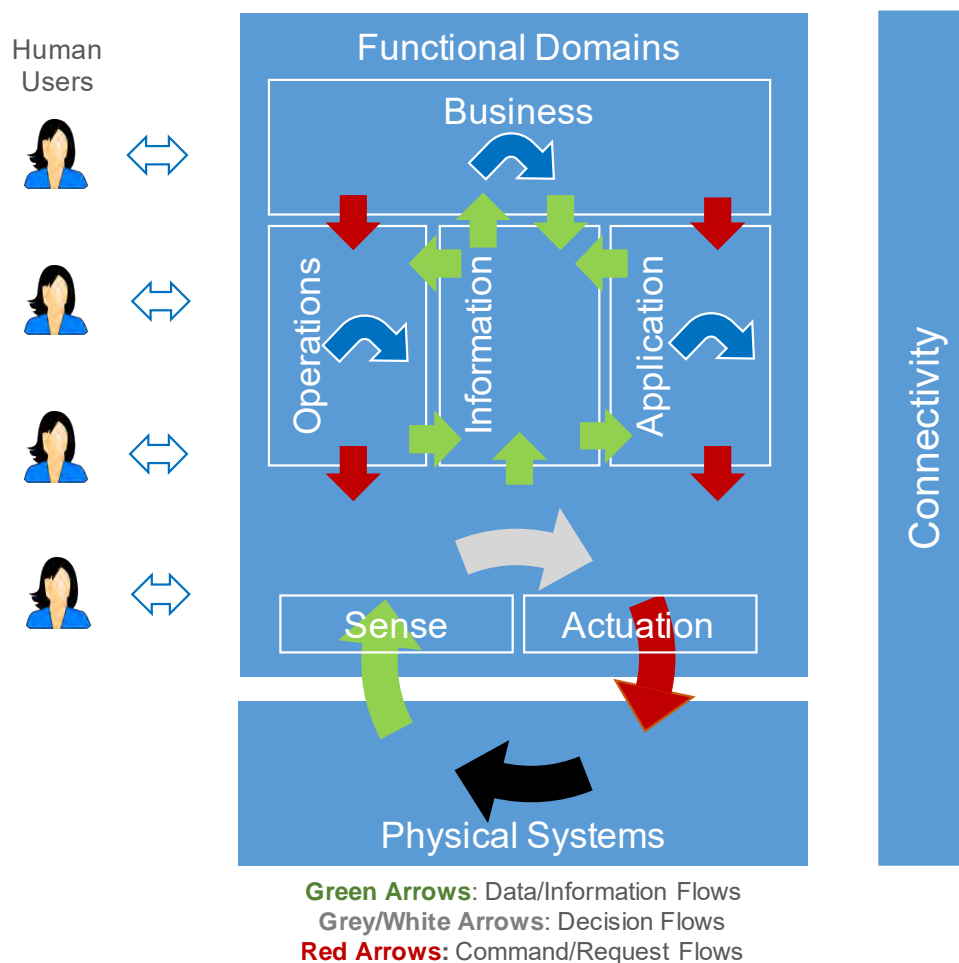 Human
Users
Functional Domains
Business
Operations
Information
Application
Sense
Actuation
Physical Systems
Connectivity
Green Arrows: Data/Information Flows
Grey/White Arrows: Decision Flows
Red Arrows: Command/Request Flows